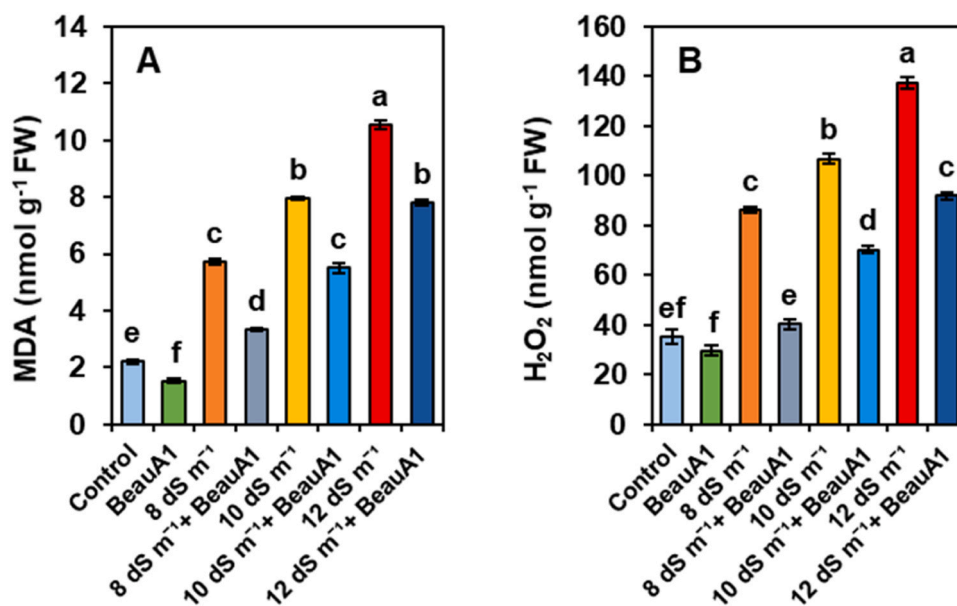 A
MDA (nmol g⁻¹ FW)
14
12
10
8
6
4
2
0
e
f
c
d
b
c
a
b
Control
BeauA1
8 dS m⁻¹
8 dS m⁻¹+ BeauA1
10 dS m⁻¹
10 dS m⁻¹+ BeauA1
12 dS m⁻¹
12 dS m⁻¹+ BeauA1
B
H₂O₂ (nmol g⁻¹ FW)
160
140
120
100
80
60
40
20
0
ef
f
c
e
b
d
a
c
Control
BeauA1
8 dS m⁻¹
8 dS m⁻¹+ BeauA1
10 dS m⁻¹
10 dS m⁻¹+ BeauA1
12 dS m⁻¹
12 dS m⁻¹+ BeauA1